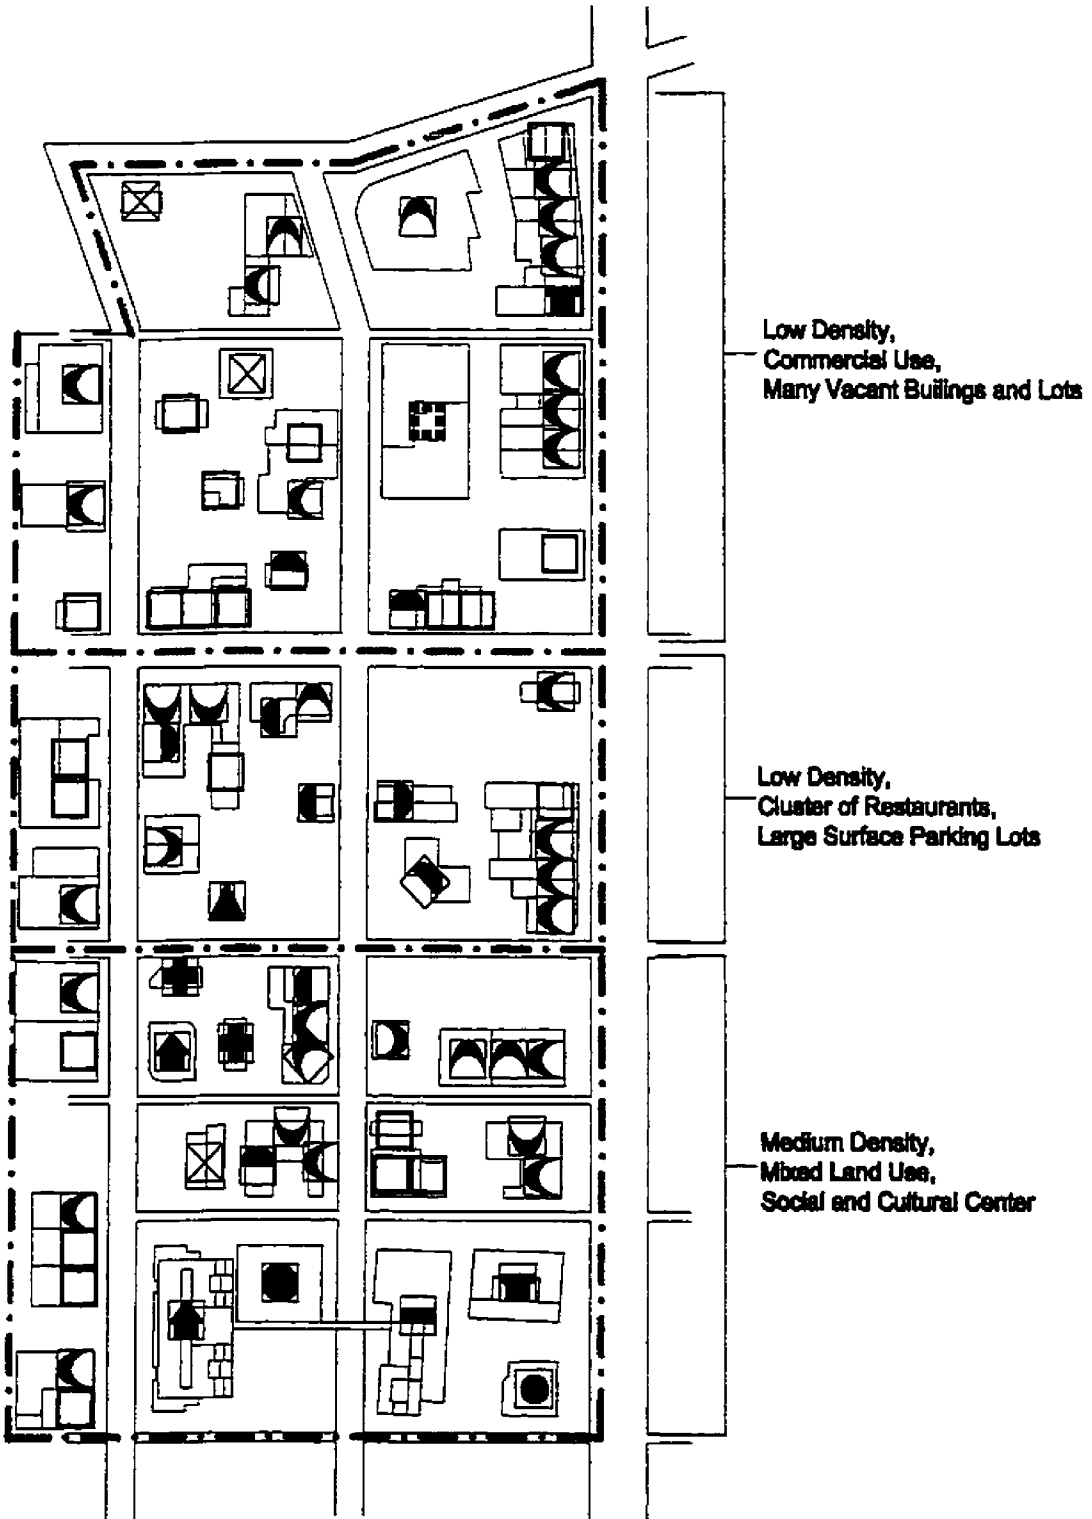 Low Density,
Commercial Use,
Many Vacant Builings and Lots
Low Density,
Cluster of Restaurants,
Large Surface Parking Lots
Medium Density,
Mixed Land Use,
Social and Cultural Center